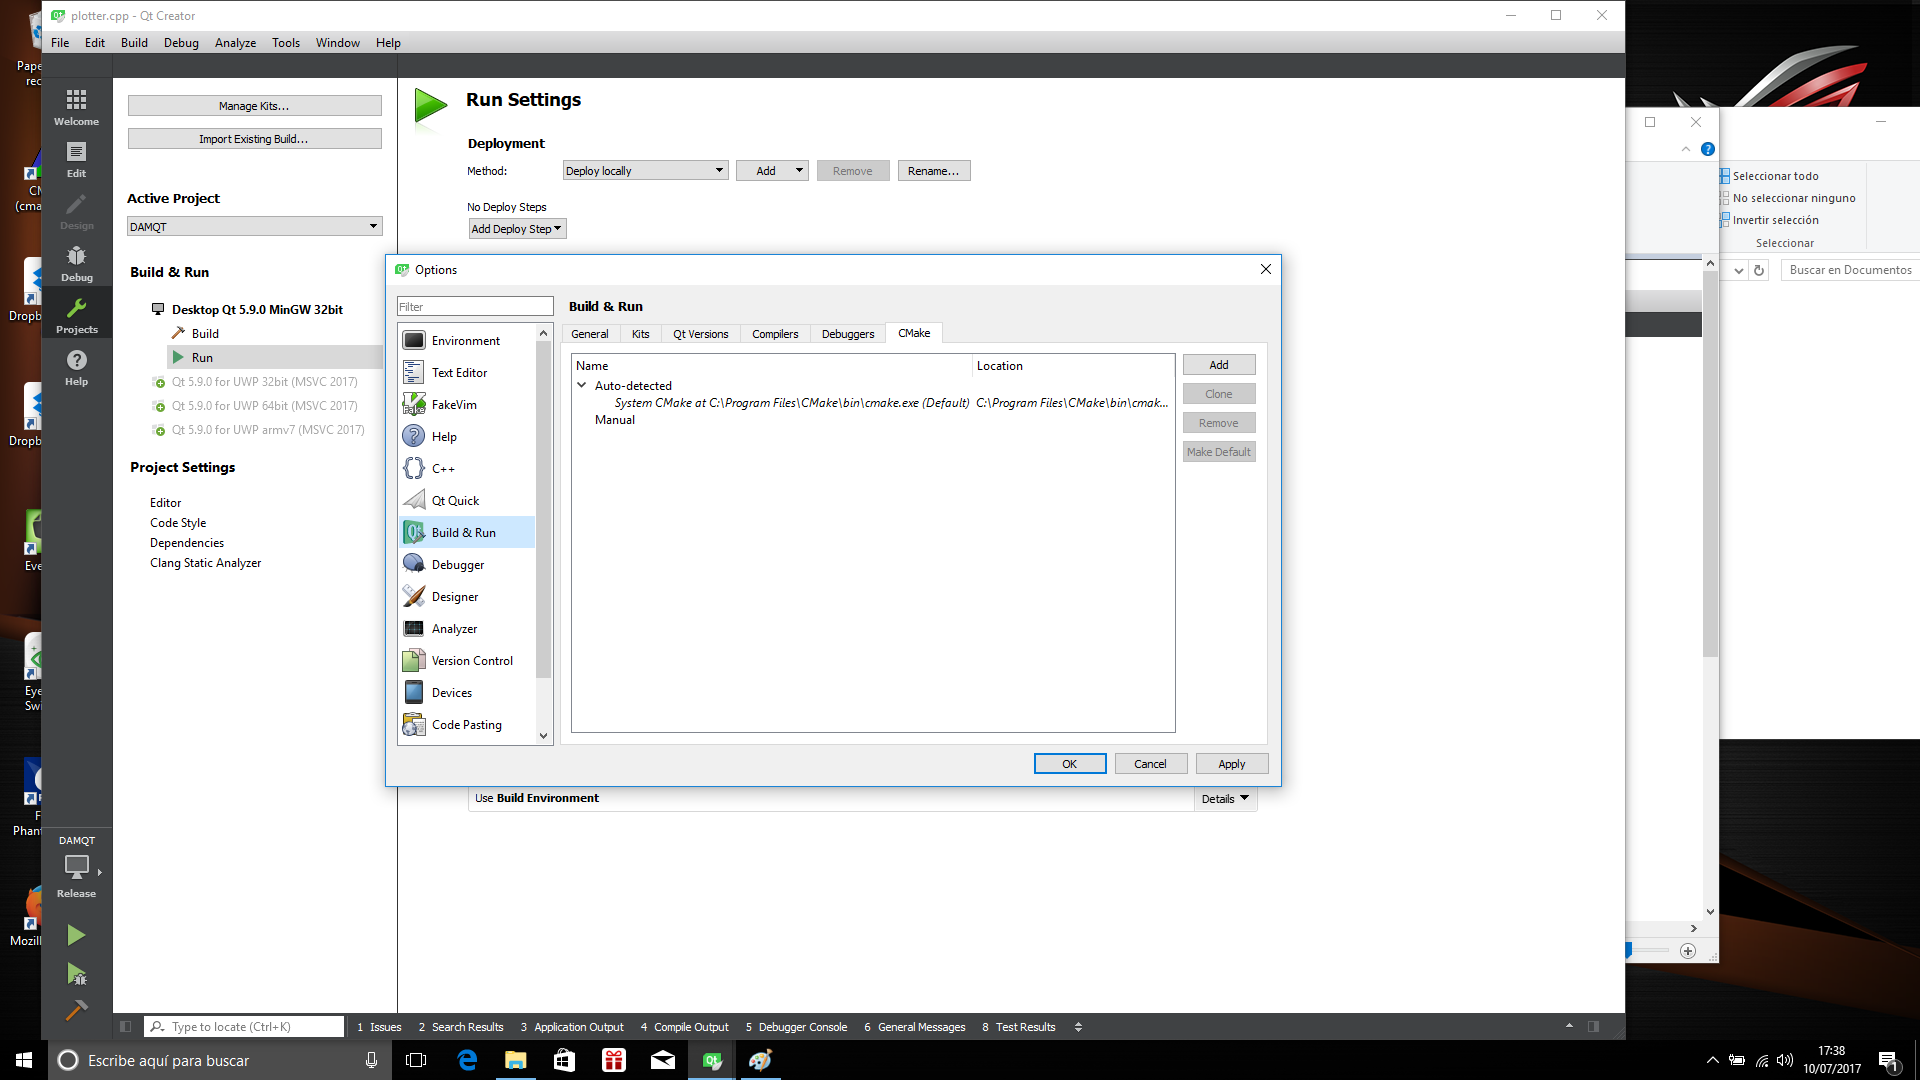 plotter.cpp - Qt Creator
File Edit Build Debug Analyze Tools Window Help
Welcome
Edit
Design
Debug
Projects
Help
Manage Kits...
Import Existing Build...
Active Project
DAMQT
Build & Run
Desktop Qt 5.9.0 MinGW 32bit
Build
Run
Qt 5.9.0 for UWP 32bit (MSVC 2017)
Qt 5.9.0 for UWP 64bit (MSVC 2017)
Qt 5.9.0 for UWP armv7 (MSVC 2017)
Project Settings
Editor
Code Style
Dependencies
Clang Static Analyzer
Run Settings
Deployment
Method: Deploy locally Add Remove Rename...
No Deploy Steps
Add Deploy Step
Options
Filter
Environment
Text Editor
FakeVim
Help
C++
Qt Quick
Build & Run
Debugger
Designer
Analyzer
Version Control
Devices
Code Pasting
Build & Run
General Kits Qt Versions Compilers Debuggers CMake
Name Location
Auto-detected
System CMake at C:\Program Files\CMake\bin\cmake.exe (Default) C:\Program Files\CMake\bin\cmak...
Manual
Add
Clone
Remove
Make Default
OK Cancel Apply
Use Build Environment Details
DAMQT
Release
Type to locate (Ctrl+K) 1 Issues 2 Search Results 3 Application Output 4 Compile Output 5 Debugger Console 6 General Messages 8 Test Results
Seleccionar todo
No seleccionar ninguno
Invertir selección
Seleccionar
Buscar en Documentos
Pape
rec
CM
(cma
Dropb
Dropb
Eve
Eye
Swi
F
Phant
Mozil
Escribe aquí para buscar
17:38
10/07/2017
1